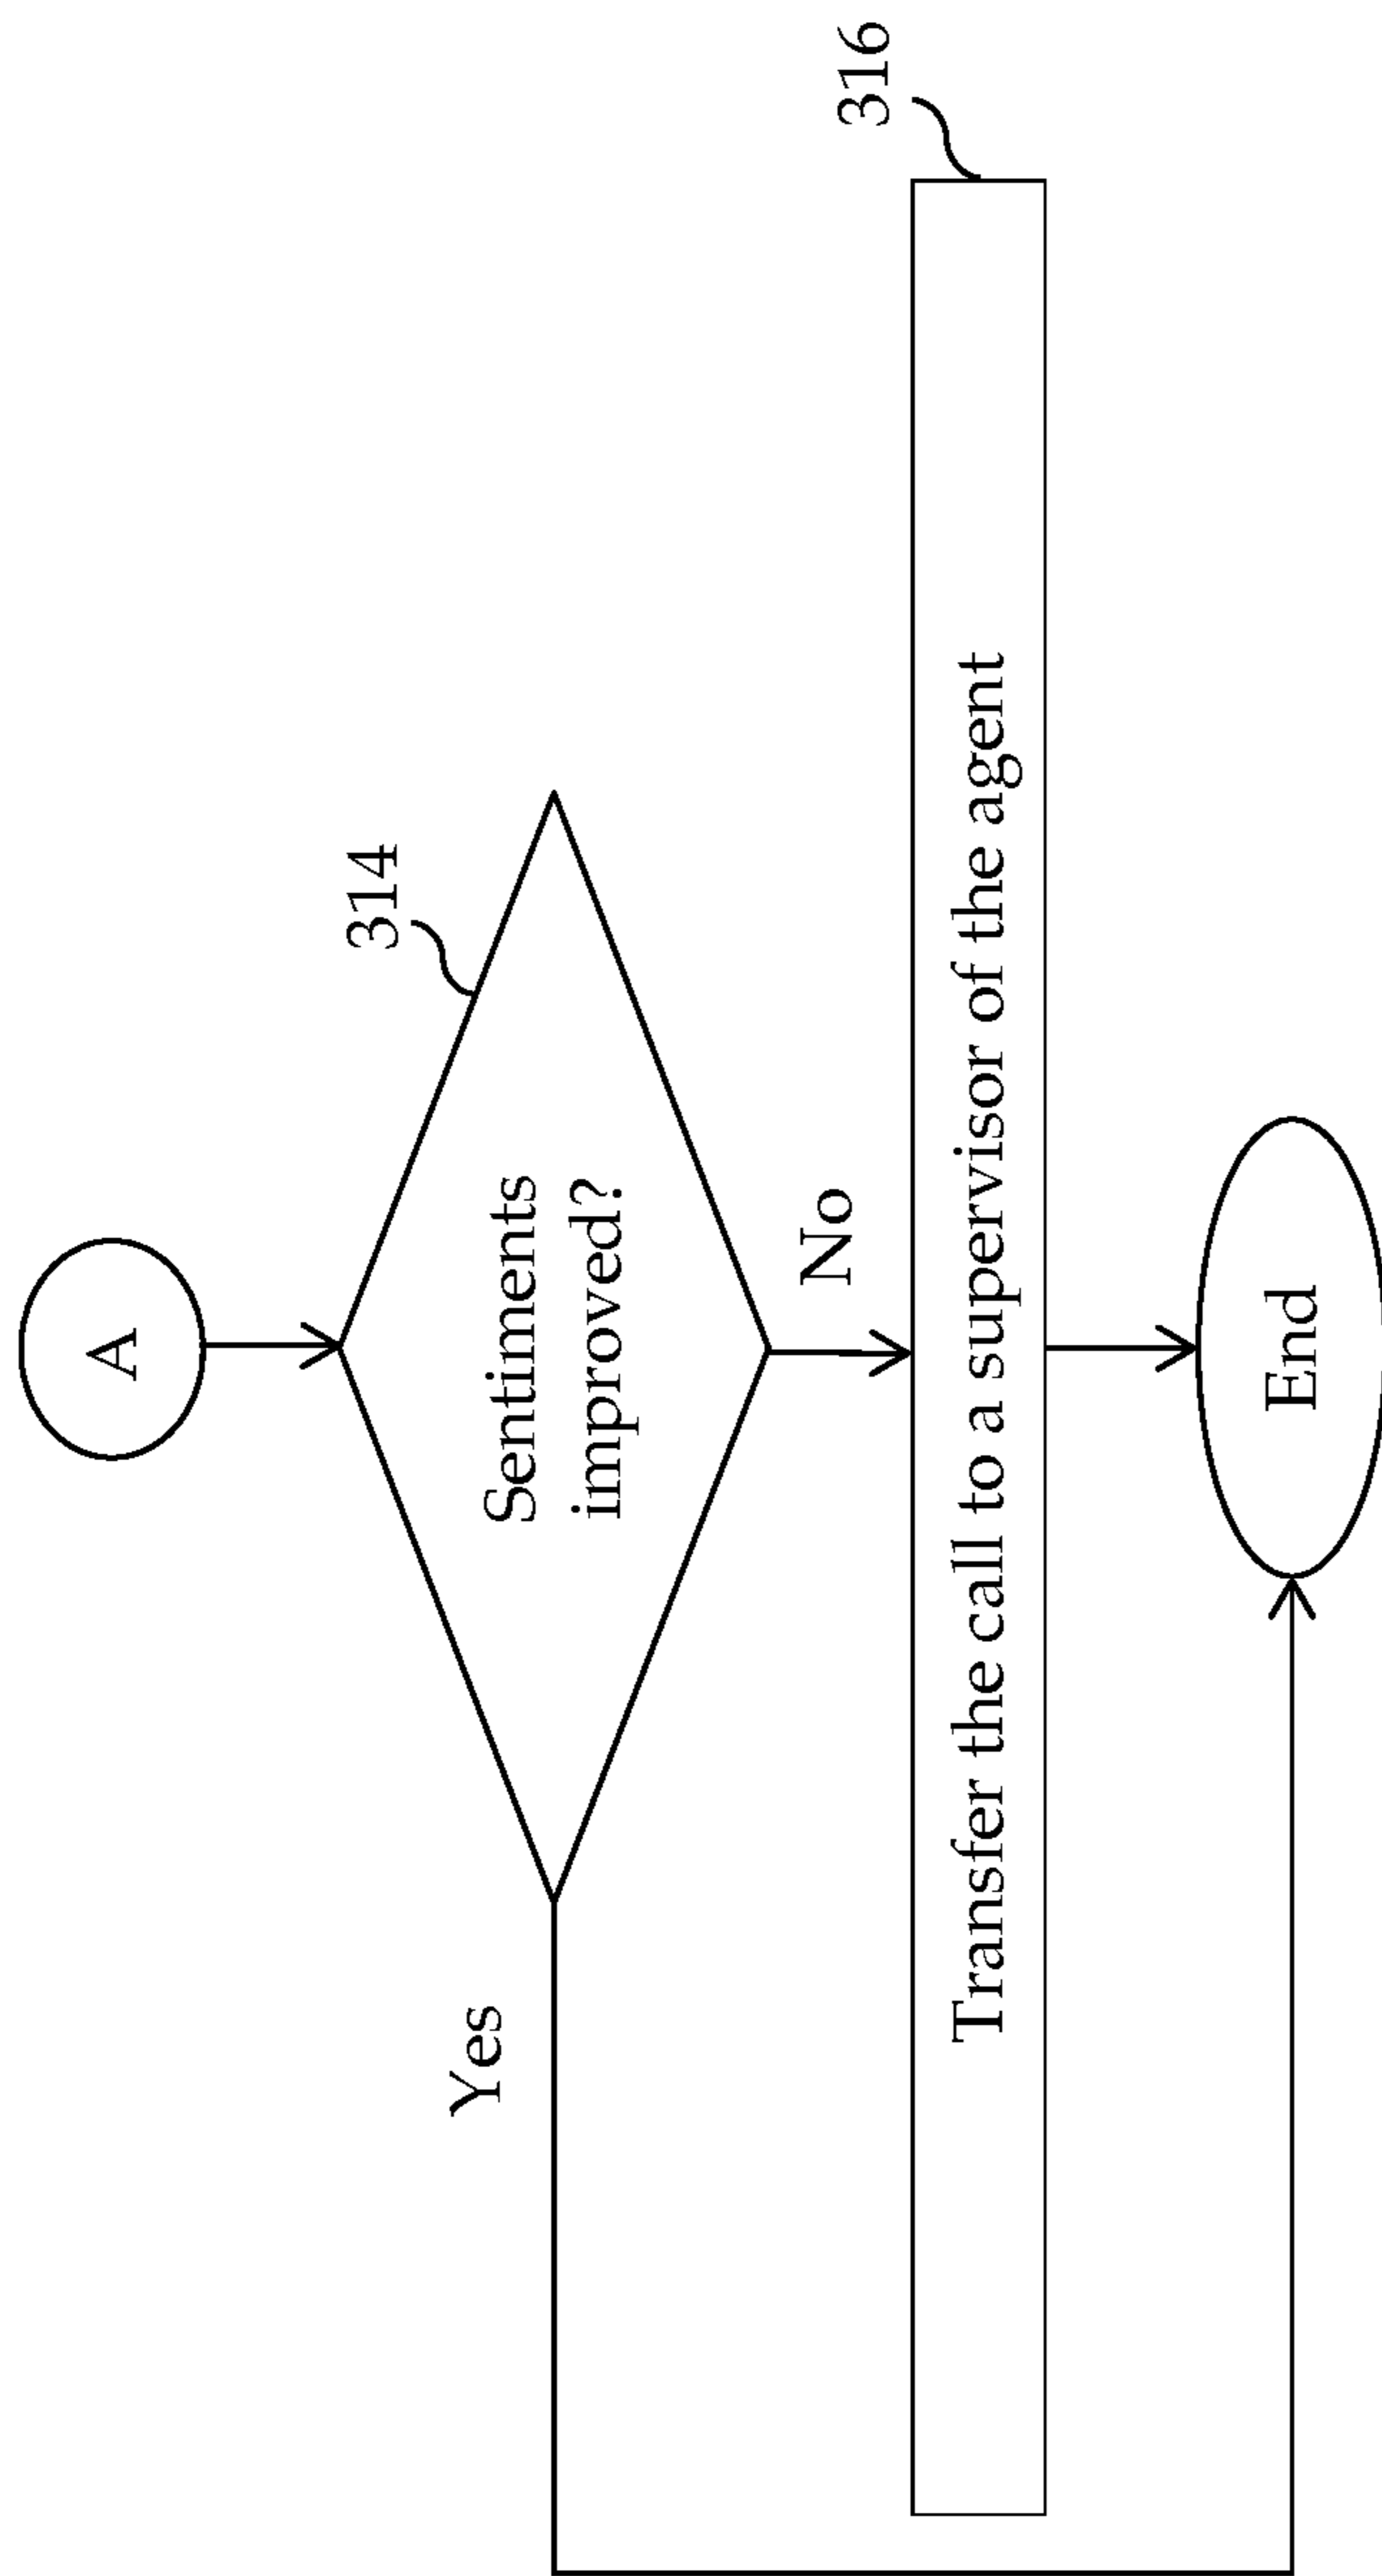 A
314
Sentiments
improved?
Yes
No
316
Transfer the call to a supervisor of the agent
End